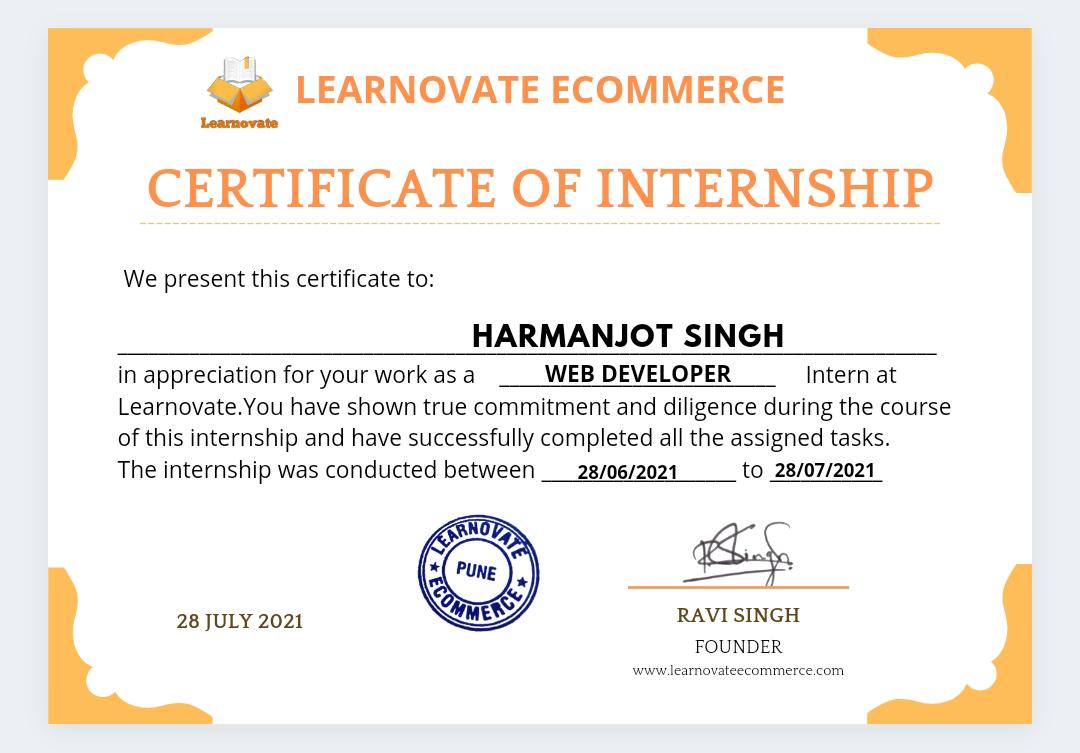 Learnovate
LEARNOVATE ECOMMERCE
CERTIFICATE OF INTERNSHIP
We present this certificate to:
HARMANJOT SINGH
in appreciation for your work as a WEB DEVELOPER Intern at
Learnovate.You have shown true commitment and diligence during the course
of this internship and have successfully completed all the assigned tasks.
The internship was conducted between 28/06/2021 to 28/07/2021
LEARNOVATE
PUNE
ECOMMERCE
R Singh
28 JULY 2021
RAVI SINGH
FOUNDER
www.learnovateecommerce.com